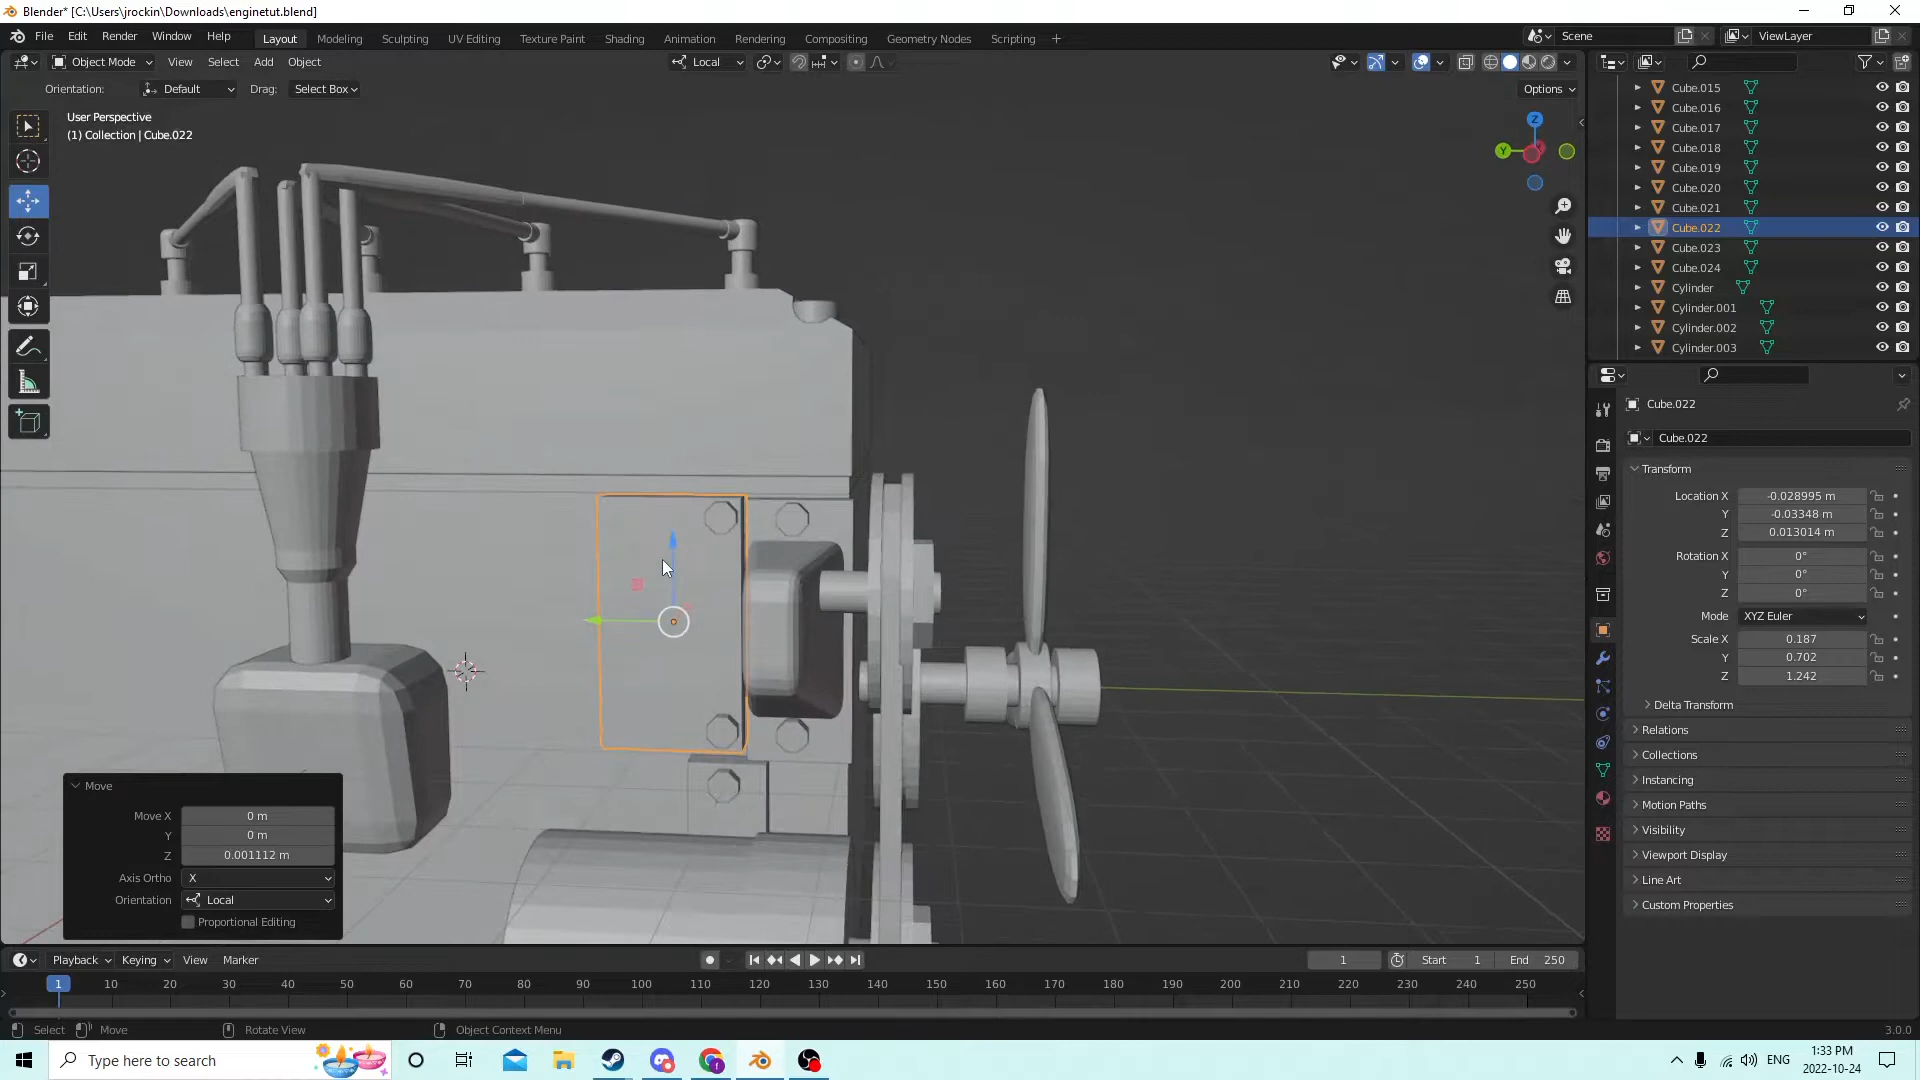 Blender* [C:\Users\jrockin\Downloads\enginetut.blend]
File Edit Render Window Help
Layout Modeling Sculpting UV Editing Texture Paint Shading Animation Rendering Compositing Geometry Nodes Scripting +
Scene
ViewLayer
Object Mode View Select Add Object
Local
Orientation: Default Drag: Select Box
Options
User Perspective
(1) Collection | Cube.022
Z
Y
Cube.015
Cube.016
Cube.017
Cube.018
Cube.019
Cube.020
Cube.021
Cube.022
Cube.023
Cube.024
Cylinder
Cylinder.001
Cylinder.002
Cylinder.003
Cube.022
Cube.022
Transform
Location X -0.028995 m
Y -0.03348 m
Z 0.013014 m
Rotation X 0°
Y 0°
Z 0°
Mode XYZ Euler
Scale X 0.187
Y 0.702
Z 1.242
Delta Transform
Relations
Collections
Instancing
Motion Paths
Visibility
Viewport Display
Line Art
Custom Properties
Move
Move X 0 m
Y 0 m
Z 0.001112 m
Axis Ortho X
Orientation Local
Proportional Editing
Playback Keying View Marker
1 Start 1 End 250
1 10 20 30 40 50 60 70 80 90 100 110 120 130 140 150 160 170 180 190 200 210 220 230 240 250
Select Move Rotate View Object Context Menu 3.0.0
Type here to search
ENG
1:33 PM
2022-10-24